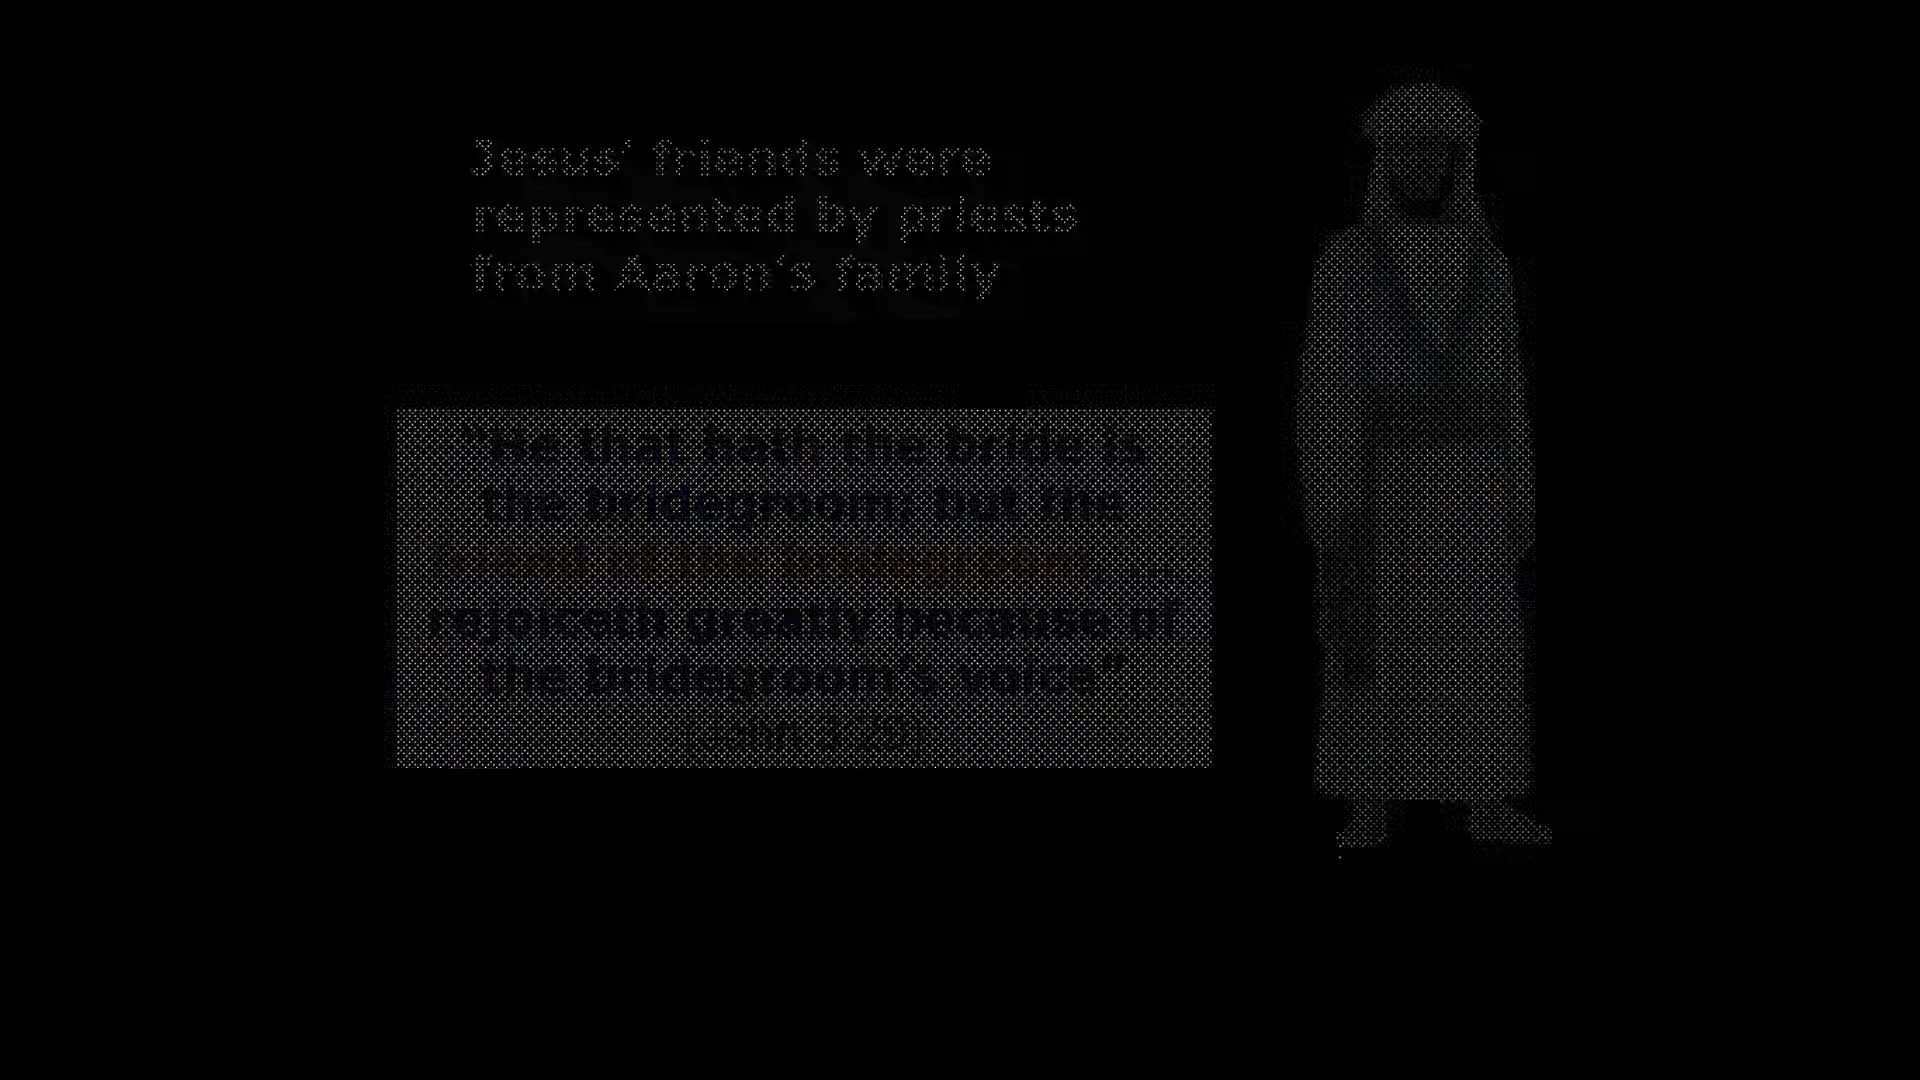 Jesus' friends were
represented by priests
from Aaron's family
"He that hath the bride is
the bridegroom; but the
friend of the bridegroom, ...
rejoiceth greatly because of
the bridegroom's voice"
(John 3:29)